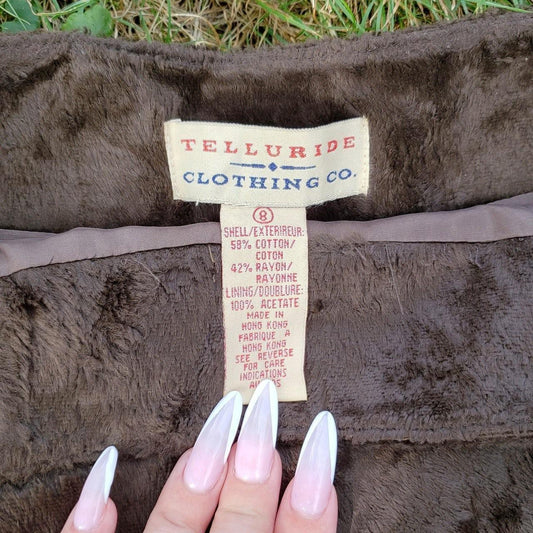 TELLURIDE
CLOTHING CO.
8
SHELL/EXTERIREUR:
58% COTTON/
COTON
42% RAYON/
RAYONNE
LINING/DOUBLURE:
100% ACETATE
MADE IN
HONG KONG
FABRIQUE A
HONG KONG
SEE REVERSE
FOR CARE
INDICATIONS